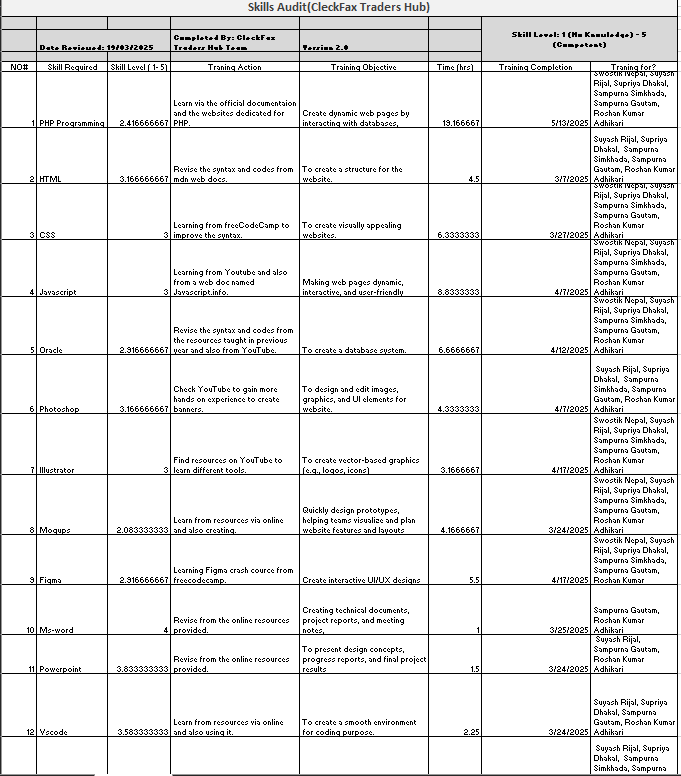 Skills Audit(CleckFax Traders Hub)
Date Reviewed: 19/03/2025
Completed By: ClecKFax
Traders Hub Team
Version 2.0
Skill Level: 1 (No Knowledge) - 5
(Competent)
NO# Skill Required Skill Level ( 1- 5) Traning Action Training Objective Time (hrs) Training Completion Traning for?
1 PHP Programming 2.416666667
Learn via the official documentaion
and the websites dedicated for
PHP.
Create dynamic web pages by
interacting with databases,
19.166667 5/13/2025
Swostik Nepal, Suyash
Rijal, Supriya Dhakal,
Sampurna Simkhada,
Sampurna Gautam,
Roshan Kumar
Adhikari
2 HTML 3.166666667
Revise the syntax and codes from
mdn web docs.
To create a structure for the
website.
4.5 3/7/2025
Suyash Rijal, Supriya
Dhakal, Sampurna
Simkhada, Sampurna
Gautam, Roshan Kumar
Adhikari
3 CSS 3
Learning from freeCodeCamp to
improve the syntax.
To create visually appealing
websites.
6.3333333 3/27/2025
Swostik Nepal, Suyash
Rijal, Supriya Dhakal,
Sampurna Simkhada,
Sampurna Gautam,
Roshan Kumar
Adhikari
4 Javascript 3
Learning from Youtube and also
from a web doc named
Javascript.info.
Making web pages dynamic,
interactive, and user-friendly
8.8333333 4/7/2025
Swostik Nepal, Suyash
Rijal, Supriya Dhakal,
Sampurna Simkhada,
Sampurna Gautam,
Roshan Kumar
Adhikari
5 Oracle 2.916666667
Revise the syntax and codes from
the resources taught in previous
year and also from YouTube.
To create a database system.
6.6666667 4/12/2025
Swostik Nepal, Suyash
Rijal, Supriya Dhakal,
Sampurna Simkhada,
Sampurna Gautam,
Roshan Kumar
Adhikari
6 Photoshop 3.166666667
Check YouTube to gain more
hands on experience to create
banners.
To design and edit images,
graphics, and UI elements for
website.
4.3333333 4/7/2025
Suyash Rijal, Supriya
Dhakal, Sampurna
Simkhada, Sampurna
Gautam, Roshan Kumar
Adhikari
7 Illustrator 3
Find resources on YouTube to
learn different tools.
To create vector-based graphics
(e.g., logos, icons)
3.1666667 4/17/2025
Swostik Nepal, Suyash
Rijal, Supriya Dhakal,
Sampurna Simkhada,
Sampurna Gautam,
Roshan Kumar
Adhikari
8 Moqups 2.083333333
Learn from resources via online
and also creating.
Quickly design prototypes,
helping teams visualize and plan
website features and layouts
4.1666667 3/24/2025
Swostik Nepal, Suyash
Rijal, Supriya Dhakal,
Sampurna Simkhada,
Sampurna Gautam,
Roshan Kumar
Adhikari
9 Figma 2.916666667
Learning Figma crash cource from
freecodecamp.
Create interactive UI/UX designs
5.5 4/17/2025
Swostik Nepal, Suyash
Rijal, Supriya Dhakal,
Sampurna Simkhada,
Sampurna Gautam,
Roshan Kumar
10 Ms-word 4
Revise from the online resources
provided.
Creating technical documents,
project reports, and meeting
notes,
1 3/25/2025
Sampurna Gautam,
Roshan Kumar
Adhikari
11 Powerpoint 3.833333333
Revise from the online resources
provided.
To present design concepts,
progress reports, and final project
results
1.5 3/24/2025
Suyash Rijal,
Sampurna Gautam,
Roshan Kumar
Adhikari
12 Vscode 3.583333333
Learn from resources via online
and also using it.
To create a smooth environment
for coding purpose.
2.25 3/24/2025
Suyash Rijal, Supriya
Dhakal, Sampurna
Gautam, Roshan Kumar
Adhikari
Suyash Rijal, Supriya
Dhakal, Sampurna
Simkhada, Sampurna